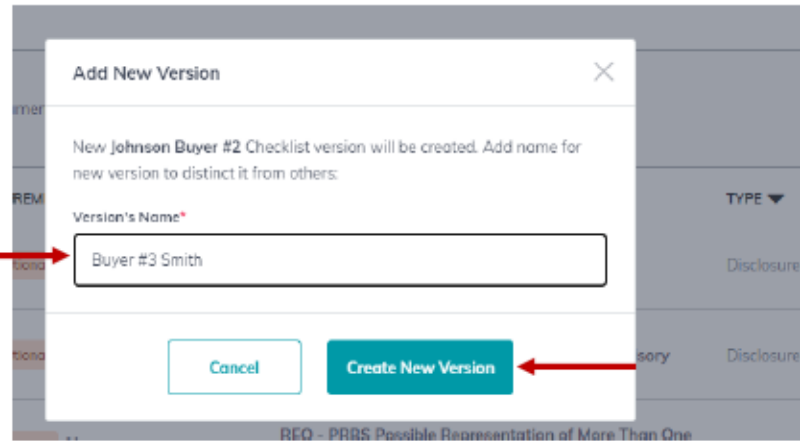 Add New Version
New Johnson Buyer #2 Checklist version will be created. Add name for
new version to distinct it from others:
Version's Name*
Buyer #3 Smith
Cancel
Create New Version
TYPE
Disclosure
sory
Disclosure
REQ - PRBS Possible Representation of More Than One